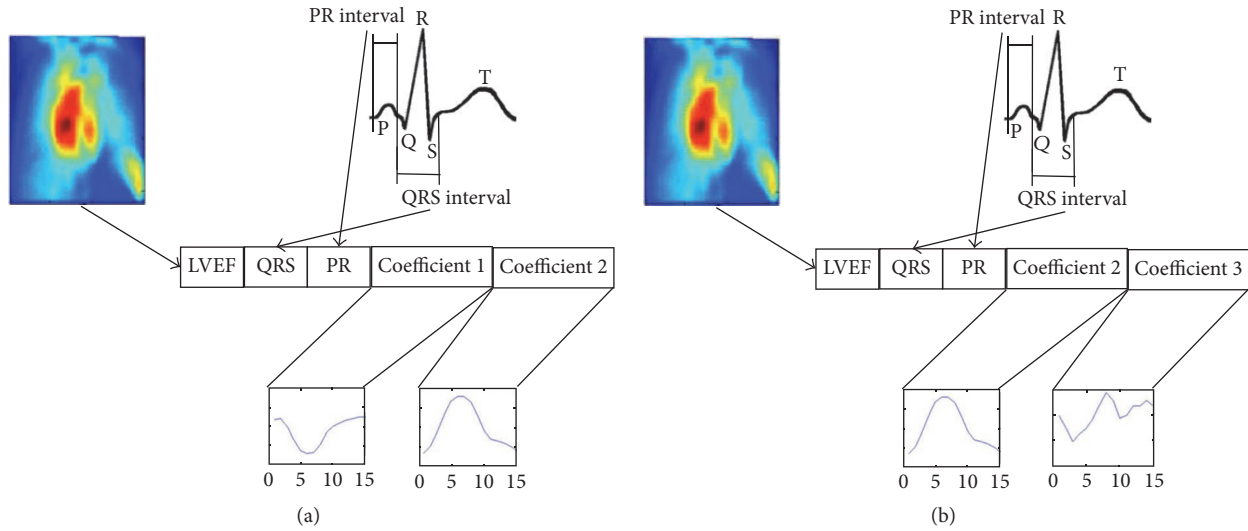 PR interval
R
T
P
Q
S
QRS interval
LVEF QRS PR Coefficient 1 Coefficient 2
0 5 10 15
0 5 10 15
(a)
PR interval
R
T
P
Q
S
QRS interval
LVEF QRS PR Coefficient 2 Coefficient 3
0 5 10 15
0 5 10 15
(b)